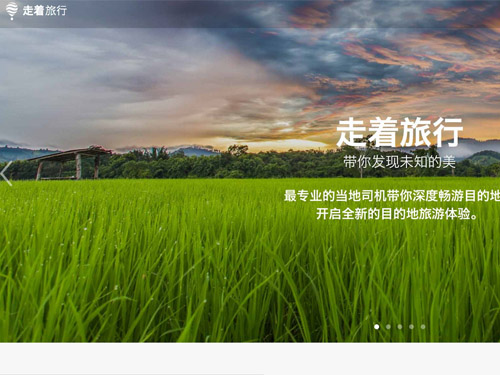 走着旅行
走着旅行
带你发现未知的美
最专业的当地司机带你深度畅游目的地
开启全新的目的地旅游体验。